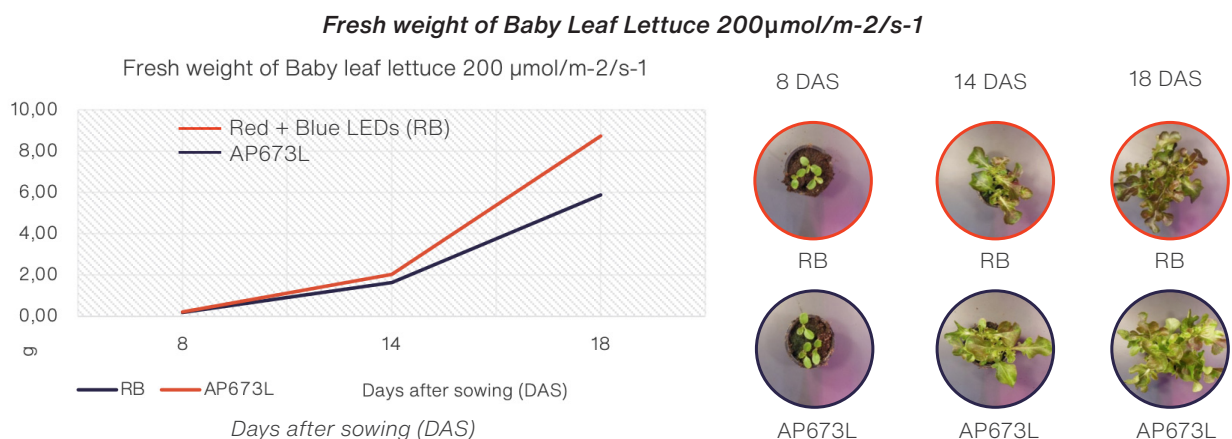 Fresh weight of Baby Leaf Lettuce 200µmol/m-2/s-1
Fresh weight of Baby leaf lettuce 200 µmol/m-2/s-1
10,00
8,00
6,00
4,00
2,00
0,00
g
Red + Blue LEDs (RB)
AP673L
8
14
18
RB
AP673L
Days after sowing (DAS)
Days after sowing (DAS)
8 DAS
14 DAS
18 DAS
RB
RB
RB
AP673L
AP673L
AP673L